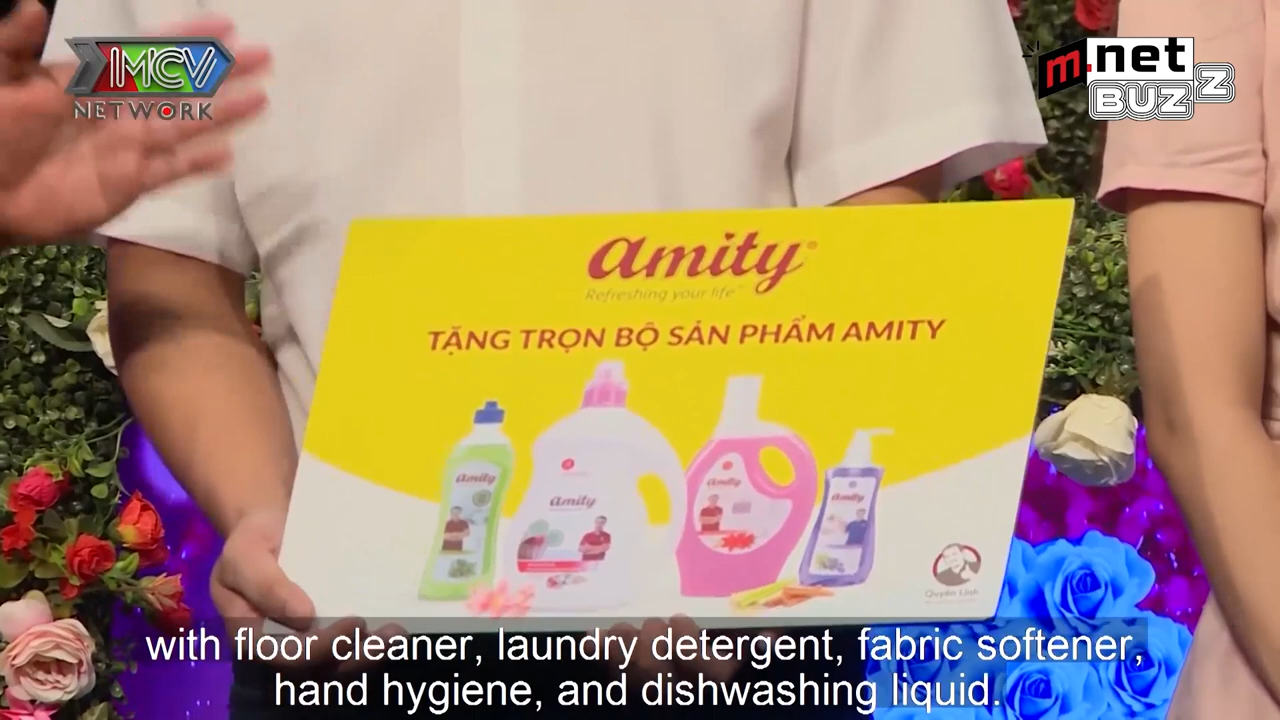 MCV
NETWORK
m.net
BUZZ
amity
Refreshing your life
TẶNG TRỌN BỘ SẢN PHẨM AMITY
amity
amity
amity
amity
Quyền Linh
with floor cleaner, laundry detergent, fabric softener,
hand hygiene, and dishwashing liquid.